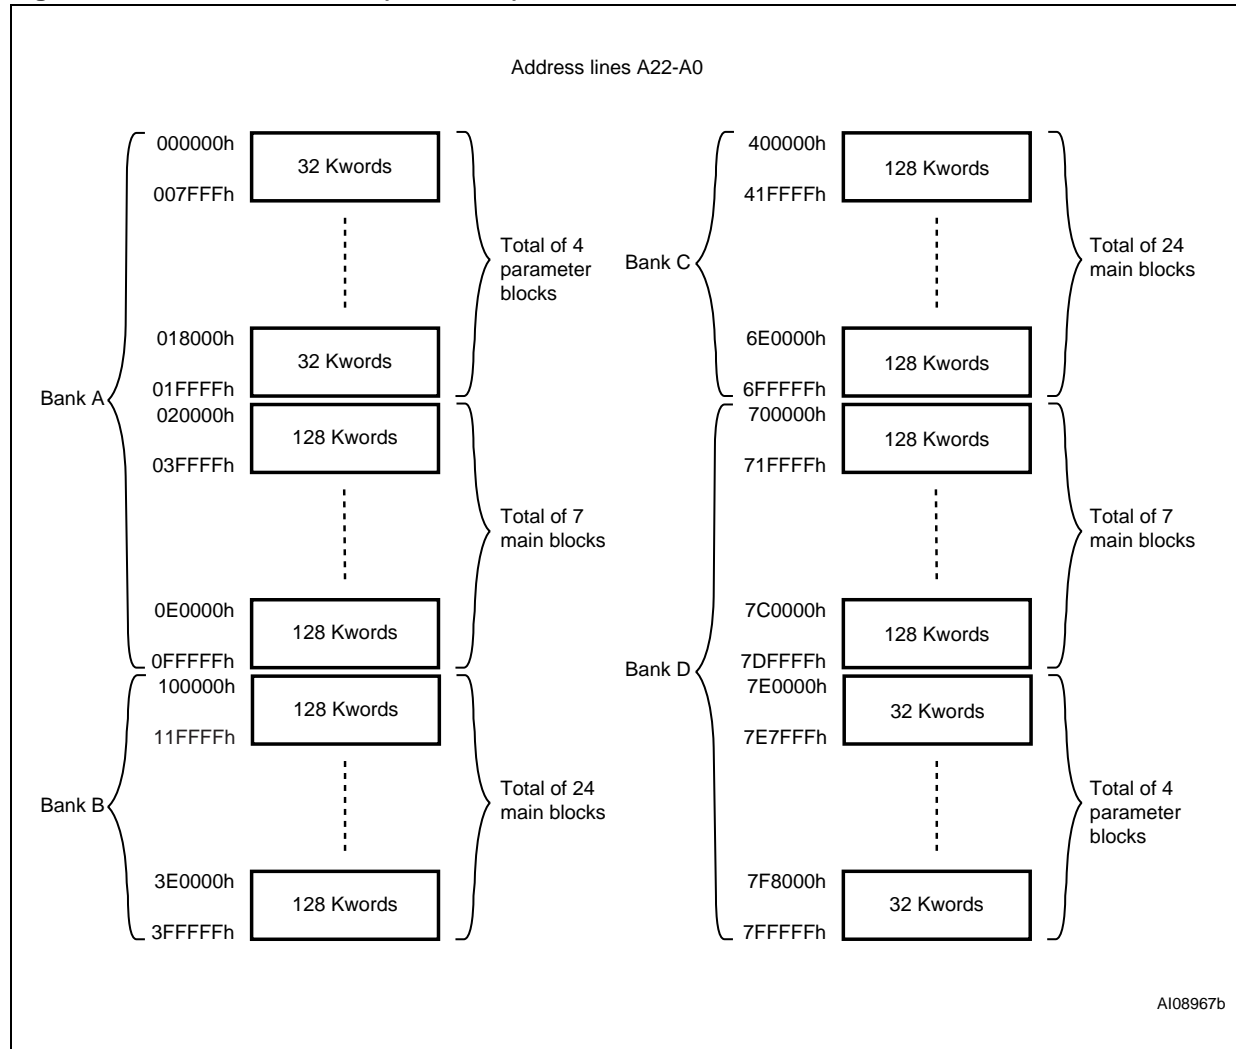 Address lines A22-A0
Bank A
000000h
32 Kwords
007FFFh
Total of 4
parameter
blocks
018000h
32 Kwords
01FFFFh
020000h
128 Kwords
03FFFFh
Total of 7
main blocks
0E0000h
128 Kwords
0FFFFFh
Bank B
100000h
128 Kwords
11FFFFh
Total of 24
main blocks
3E0000h
128 Kwords
3FFFFFh
Bank C
400000h
128 Kwords
41FFFFh
Total of 24
main blocks
6E0000h
128 Kwords
6FFFFFh
Bank D
700000h
128 Kwords
71FFFFh
Total of 7
main blocks
7C0000h
128 Kwords
7DFFFFh
7E0000h
32 Kwords
7E7FFFh
Total of 4
parameter
blocks
7F8000h
32 Kwords
7FFFFFh
AI08967b